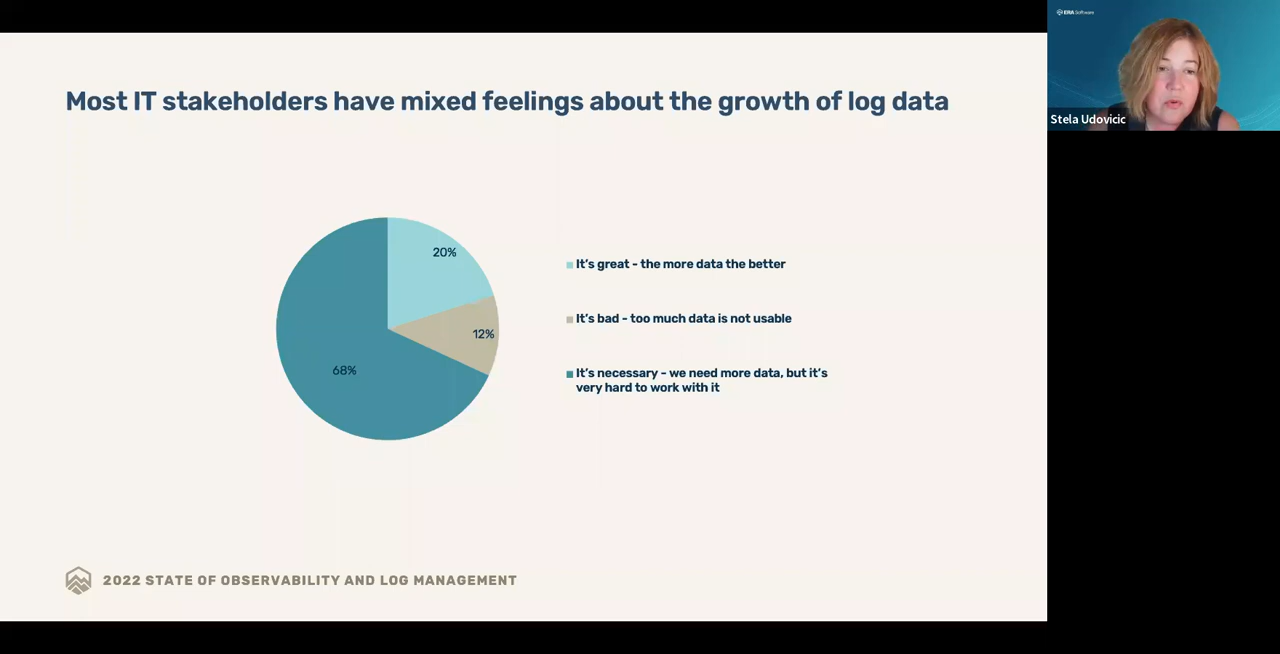 Most IT stakeholders have mixed feelings about the growth of log data
20%
12%
68%
It's great - the more data the better
It's bad - too much data is not usable
It's necessary - we need more data, but it's
very hard to work with it
2022 STATE OF OBSERVABILITY AND LOG MANAGEMENT
ERA Software
Stela Udovicic